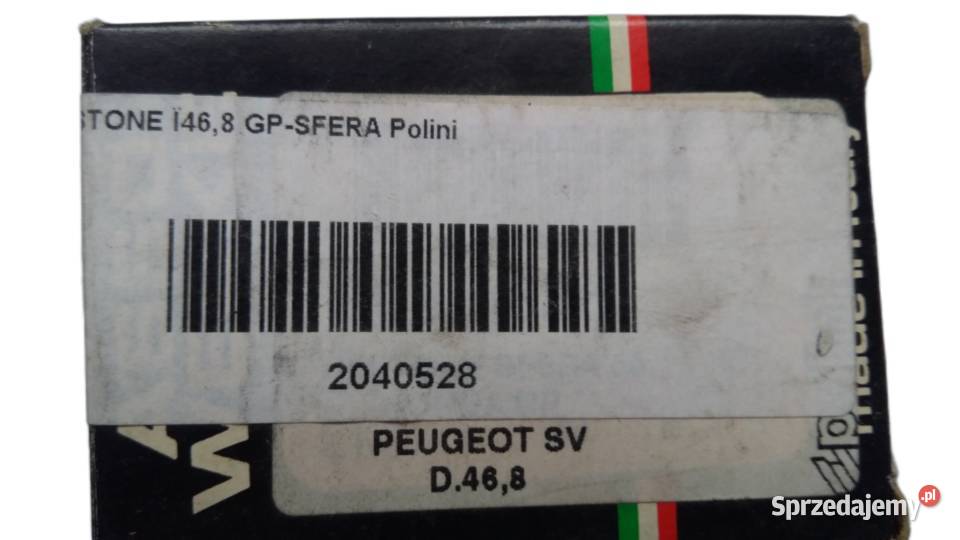 STONE Ï46,8 GP-SFERA Polini
2040528
PEUGEOT SV
D.46,8
made in Italy
Sprzedajemy.pl